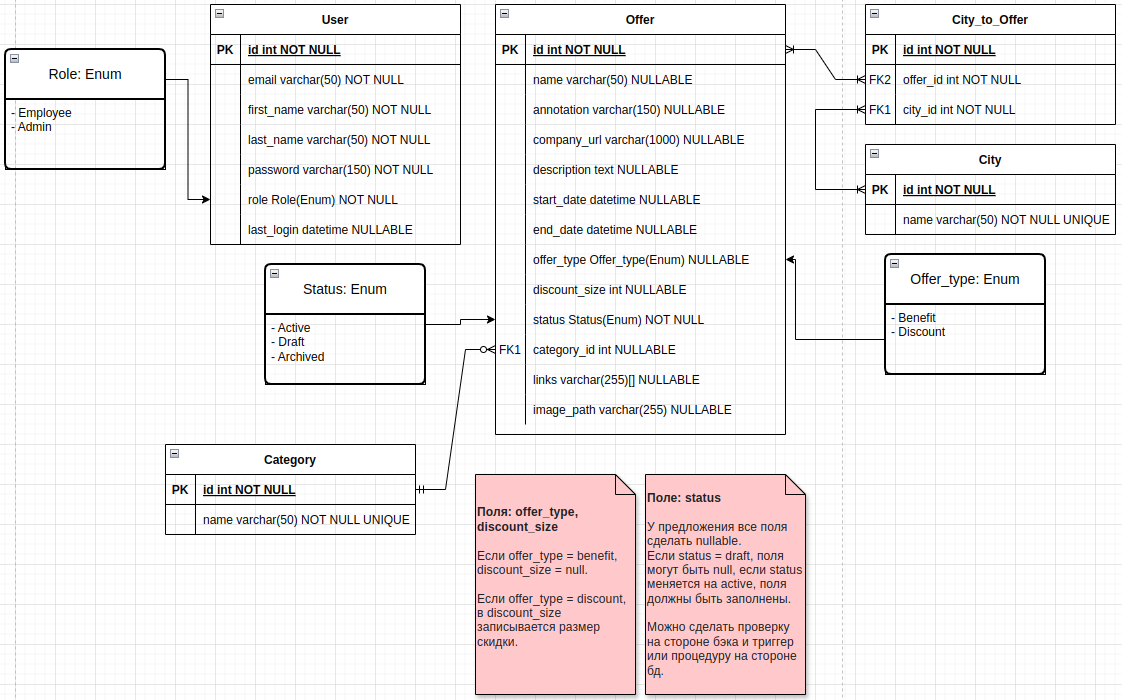 Role: Enum
- Employee
- Admin
User
PK id int NOT NULL
email varchar(50) NOT NULL
first_name varchar(50) NOT NULL
last_name varchar(50) NOT NULL
password varchar(150) NOT NULL
role Role(Enum) NOT NULL
last_login datetime NULLABLE
Offer
PK id int NOT NULL
name varchar(50) NULLABLE
annotation varchar(150) NULLABLE
company_url varchar(1000) NULLABLE
description text NULLABLE
start_date datetime NULLABLE
end_date datetime NULLABLE
offer_type Offer_type(Enum) NULLABLE
discount_size int NULLABLE
status Status(Enum) NOT NULL
FK1 category_id int NULLABLE
links varchar(255)[] NULLABLE
image_path varchar(255) NULLABLE
City_to_Offer
PK id int NOT NULL
FK2 offer_id int NOT NULL
FK1 city_id int NOT NULL
City
PK id int NOT NULL
name varchar(50) NOT NULL UNIQUE
Offer_type: Enum
- Benefit
- Discount
Status: Enum
- Active
- Draft
- Archived
Category
PK id int NOT NULL
name varchar(50) NOT NULL UNIQUE
Поля: offer_type,
discount_size
Если offer_type = benefit,
discount_size = null.
Если offer_type = discount,
в discount_size
записывается размер
скидки.
Поле: status
У предложения все поля
сделать nullable.
Если status = draft, поля
могут быть null, если status
меняется на active, поля
должны быть заполнены.
Можно сделать проверку
на стороне бэка и триггер
или процедуру на стороне
бд.